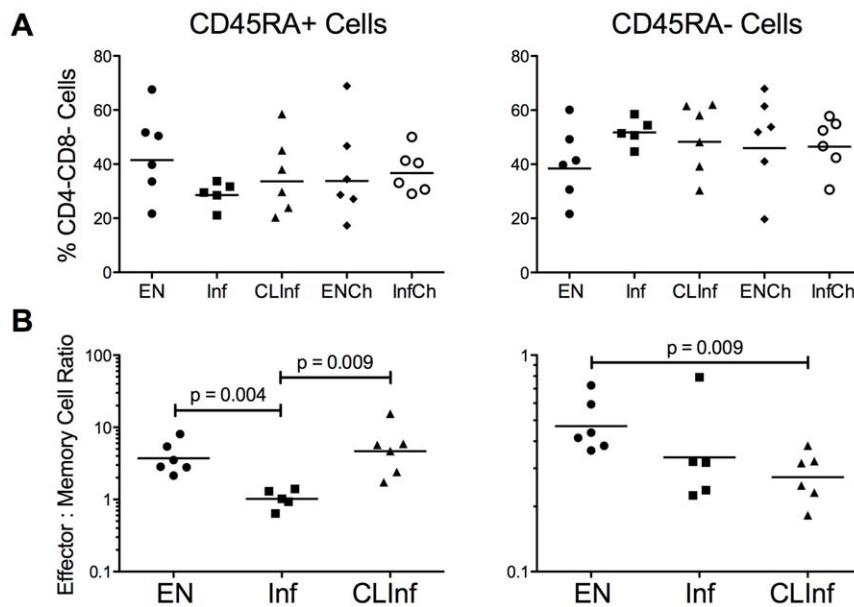 A
CD45RA+ Cells
CD45RA- Cells
% CD4-CD8- Cells
80
60
40
20
0
EN Inf CLInf ENCh InfCh
80
60
40
20
0
EN Inf CLInf ENCh InfCh
B
Effector : Memory Cell Ratio
100
10
1
0.1
p = 0.004
p = 0.009
EN Inf CLInf
1
0.1
p = 0.009
EN Inf CLInf